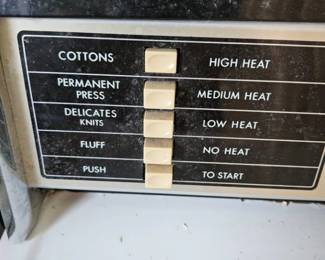 COTTONS HIGH HEAT
PERMANENT
PRESS MEDIUM HEAT
DELICATES
KNITS LOW HEAT
FLUFF NO HEAT
PUSH TO START